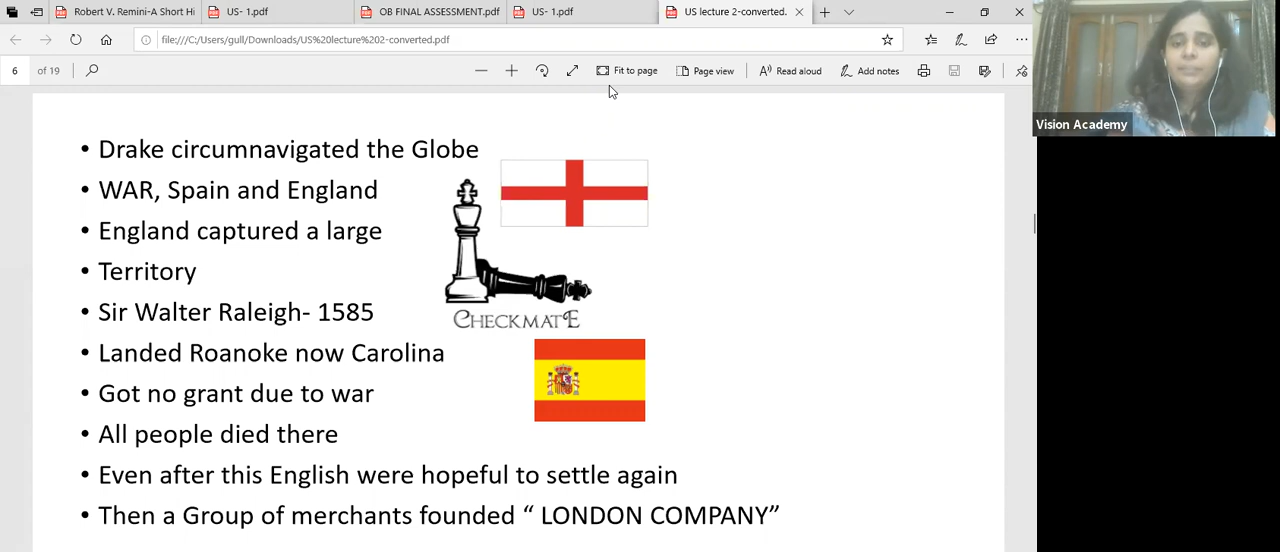 Robert V. Remini-A Short Hi
US- 1.pdf
OB FINAL ASSESSMENT.pdf
US- 1.pdf
US lecture 2-converted.
file:///C:/Users/gull/Downloads/US%20lecture%202-converted.pdf
6 of 19
Fit to page
Page view
Read aloud
Add notes
Vision Academy
• Drake circumnavigated the Globe
• WAR, Spain and England
• England captured a large
• Territory
• Sir Walter Raleigh- 1585
• Landed Roanoke now Carolina
• Got no grant due to war
• All people died there
• Even after this English were hopeful to settle again
• Then a Group of merchants founded “ LONDON COMPANY”
CHECKMATE